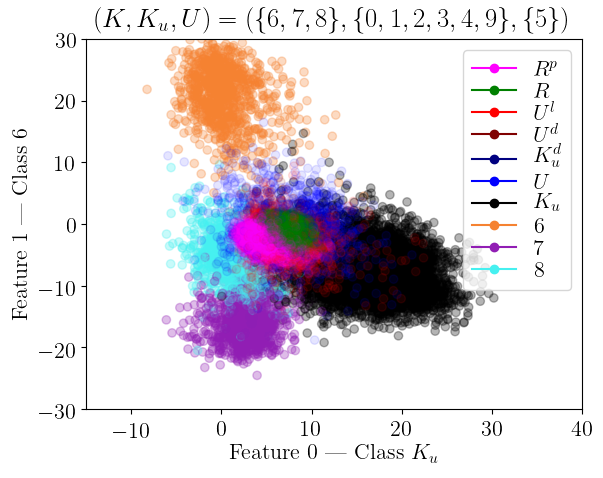 (K, K_u, U) = ({6, 7, 8}, {0, 1, 2, 3, 4, 9}, {5})
30
20
10
0
−10
−20
−30
Feature 1 — Class 6
R^p
R
U^l
U^d
K_u^d
U
K_u
6
7
8
−10 0 10 20 30 40
Feature 0 — Class K_u